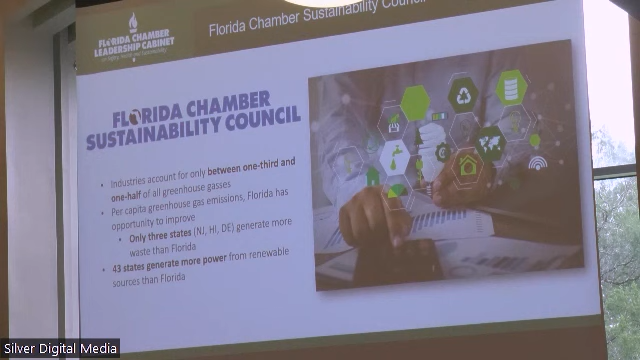 FLORIDA CHAMBER
LEADERSHIP CABINET
Florida Chamber Sustainability Council
FLORIDA CHAMBER
SUSTAINABILITY COUNCIL
• Industries account for only between one-third and
one-half of all greenhouse gasses
• Per capita greenhouse gas emissions, Florida has
opportunity to improve
• Only three states (NJ, HI, DE) generate more
waste than Florida
• 43 states generate more power from renewable
sources than Florida
Silver Digital Media